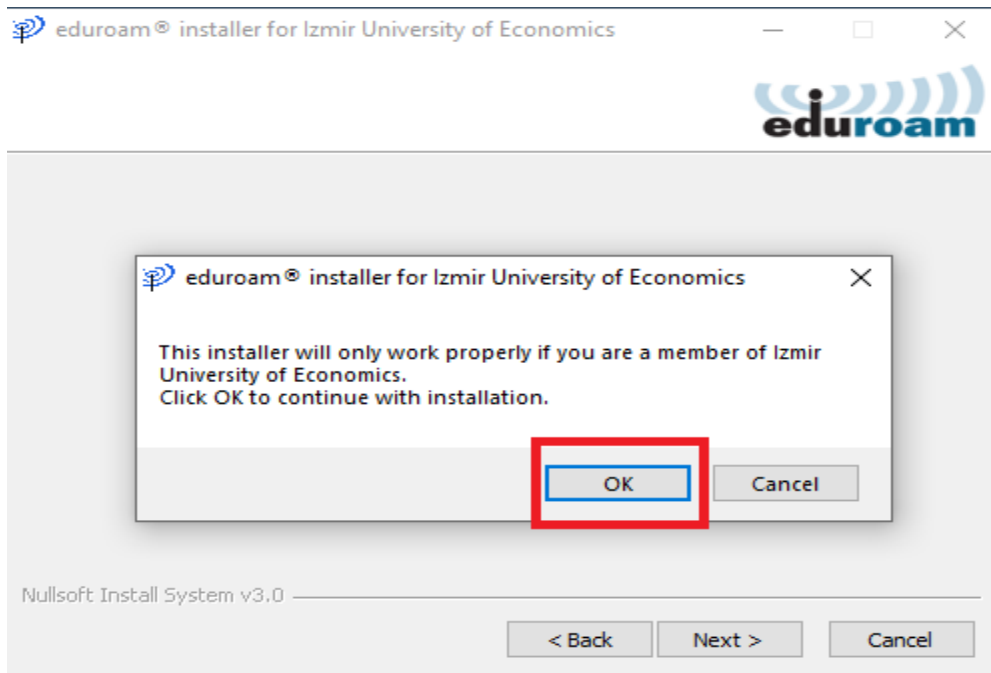 eduroam® installer for Izmir University of Economics
eduroam
eduroam® installer for Izmir University of Economics
This installer will only work properly if you are a member of Izmir
University of Economics.
Click OK to continue with installation.
OK
Cancel
Nullsoft Install System v3.0
< Back
Next >
Cancel